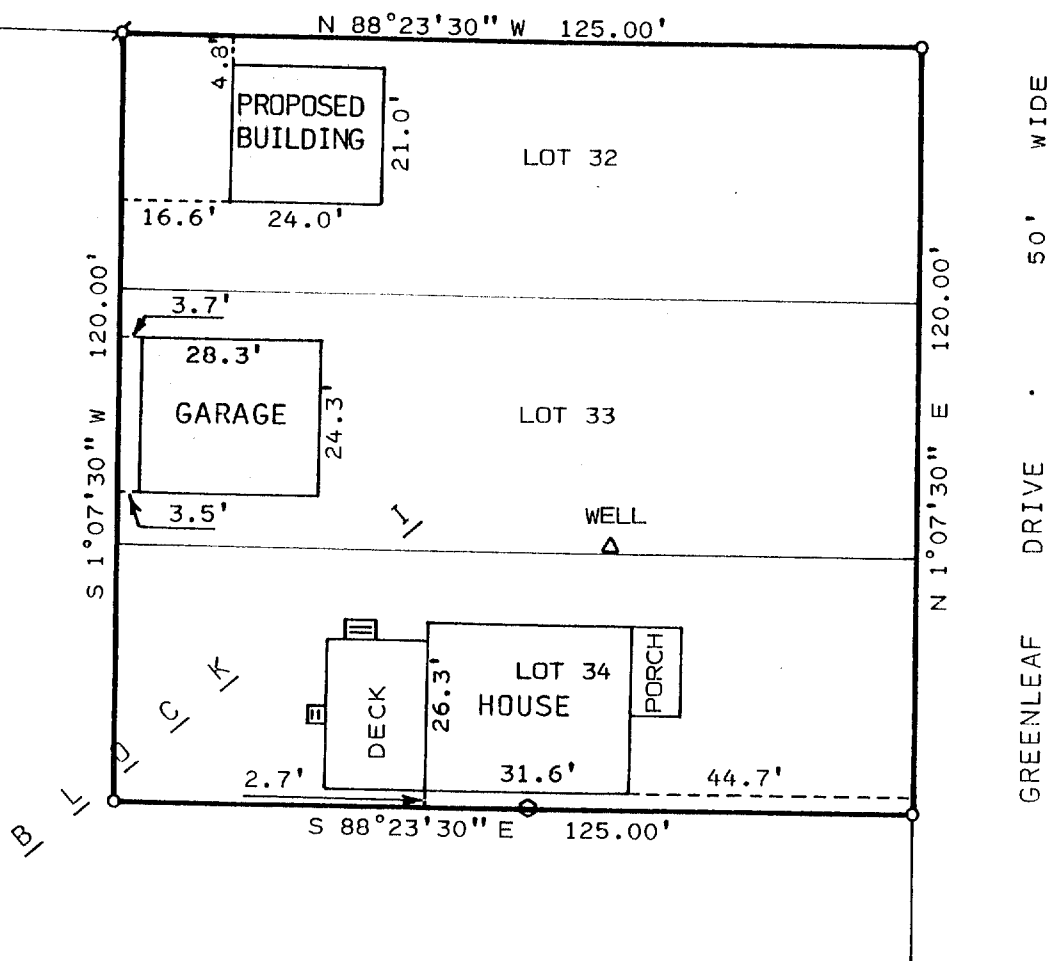 N 88°23'30" W 125.00'
4.8'
PROPOSED
BUILDING
21.0'
LOT 32
16.6' 24.0'
S 1°07'30" W 120.00'
N 1°07'30" E 120.00'
GREENLEAF DRIVE . 50' WIDE
3.7'
28.3'
GARAGE
24.3'
LOT 33
3.5'
WELL
BLOCK I
DECK
26.3'
LOT 34
HOUSE
PORCH
2.7'
31.6'
44.7'
S 88°23'30" E 125.00'